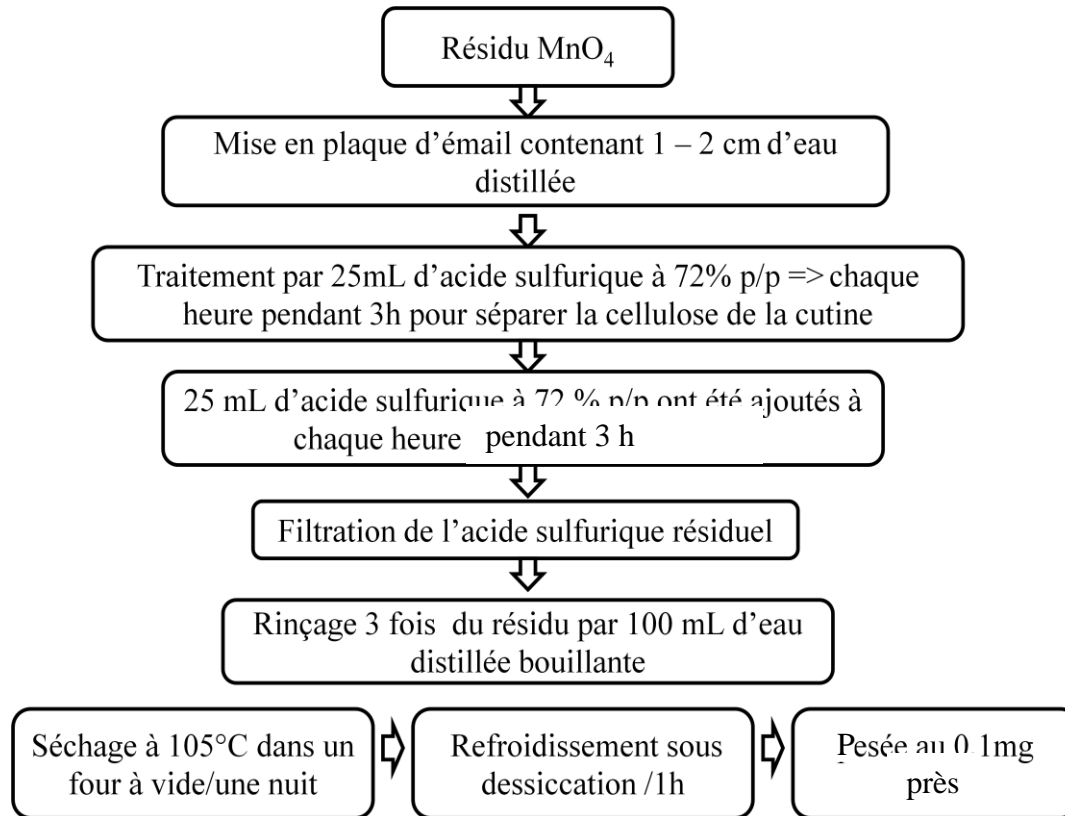 Résidu MnO₄
Mise en plaque d’émail contenant 1 – 2 cm d’eau
distillée
Traitement par 25mL d’acide sulfurique à 72% p/p => chaque
heure pendant 3h pour séparer la cellulose de la cutine
25 mL d’acide sulfurique à 72 % p/p ont été ajoutés à
chaque heure pendant 3 h
Filtration de l’acide sulfurique résiduel
Rinçage 3 fois du résidu par 100 mL d’eau
distillée bouillante
Séchage à 105°C dans un
four à vide/une nuit
Refroidissement sous
dessiccation /1h
Pesée au 0.1mg
près